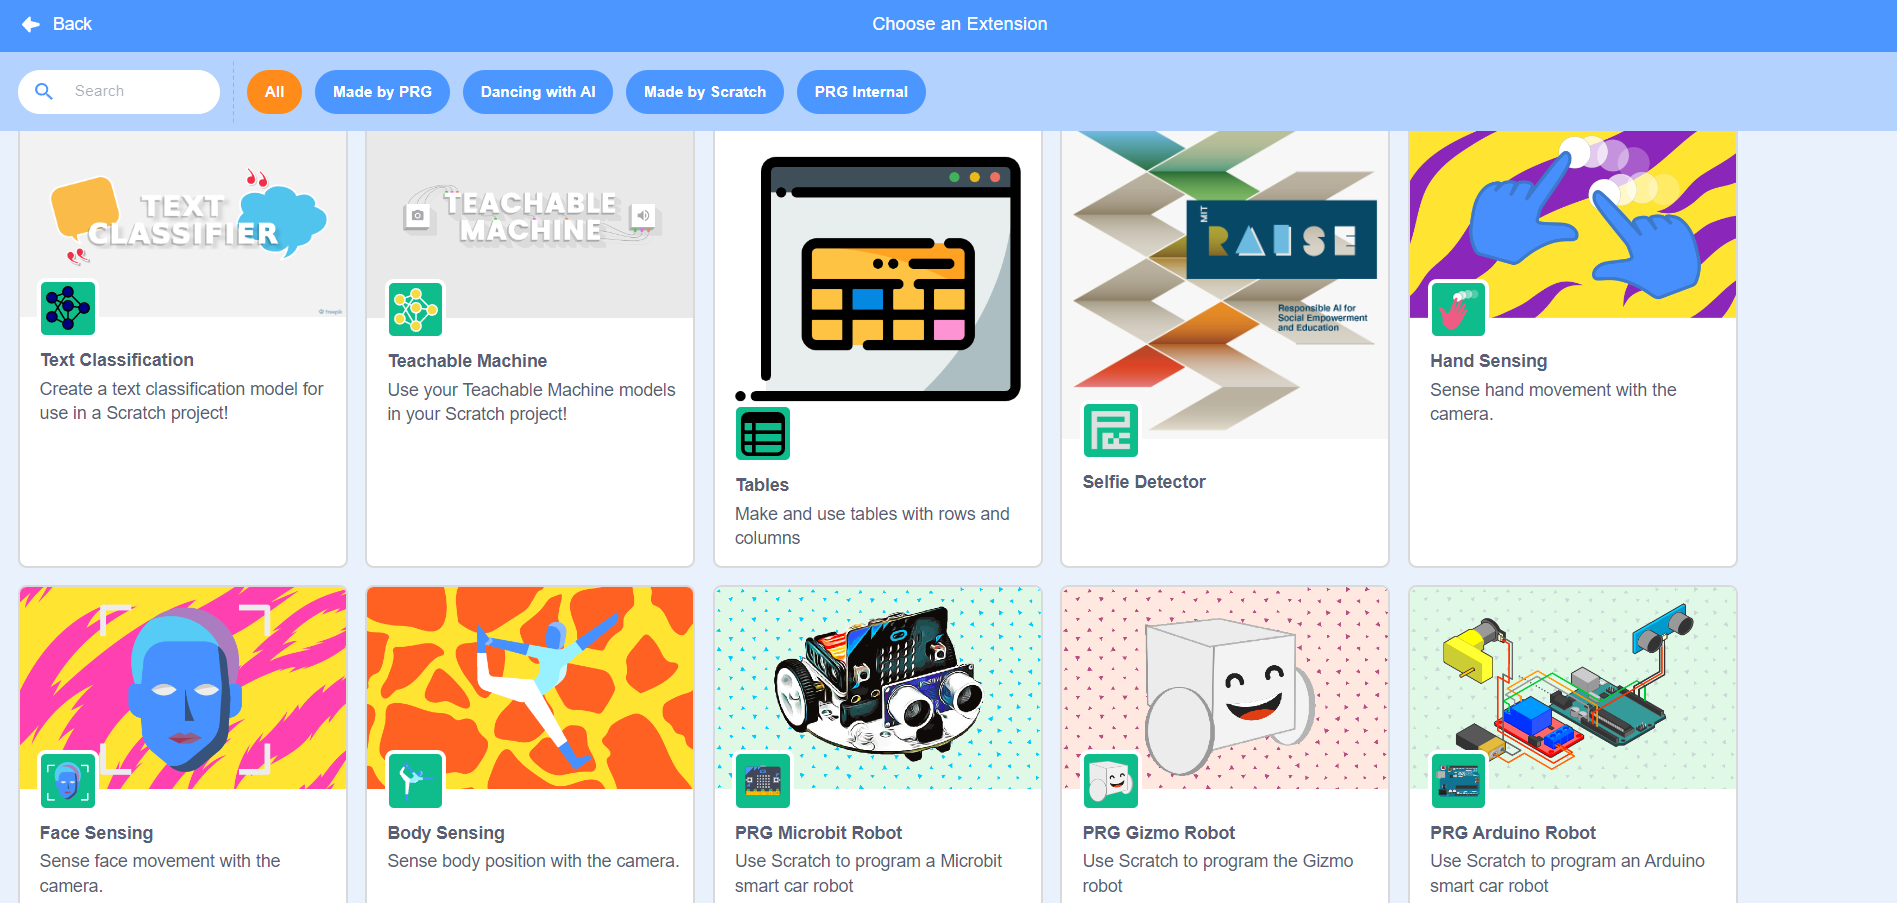 Back
Choose an Extension
Search
All
Made by PRG
Dancing with AI
Made by Scratch
PRG Internal
TEXT
CLASSIFIER
freepik
Text Classification
Create a text classification model for
use in a Scratch project!
TEACHABLE
MACHINE
Teachable Machine
Use your Teachable Machine models
in your Scratch project!
Tables
Make and use tables with rows and
columns
MIT
RAISE
Responsible AI for
Social Empowerment
and Education
Selfie Detector
Hand Sensing
Sense hand movement with the
camera.
Face Sensing
Sense face movement with the
camera.
Body Sensing
Sense body position with the camera.
PRG Microbit Robot
Use Scratch to program a Microbit
smart car robot
PRG Gizmo Robot
Use Scratch to program the Gizmo
robot
PRG Arduino Robot
Use Scratch to program an Arduino
smart car robot